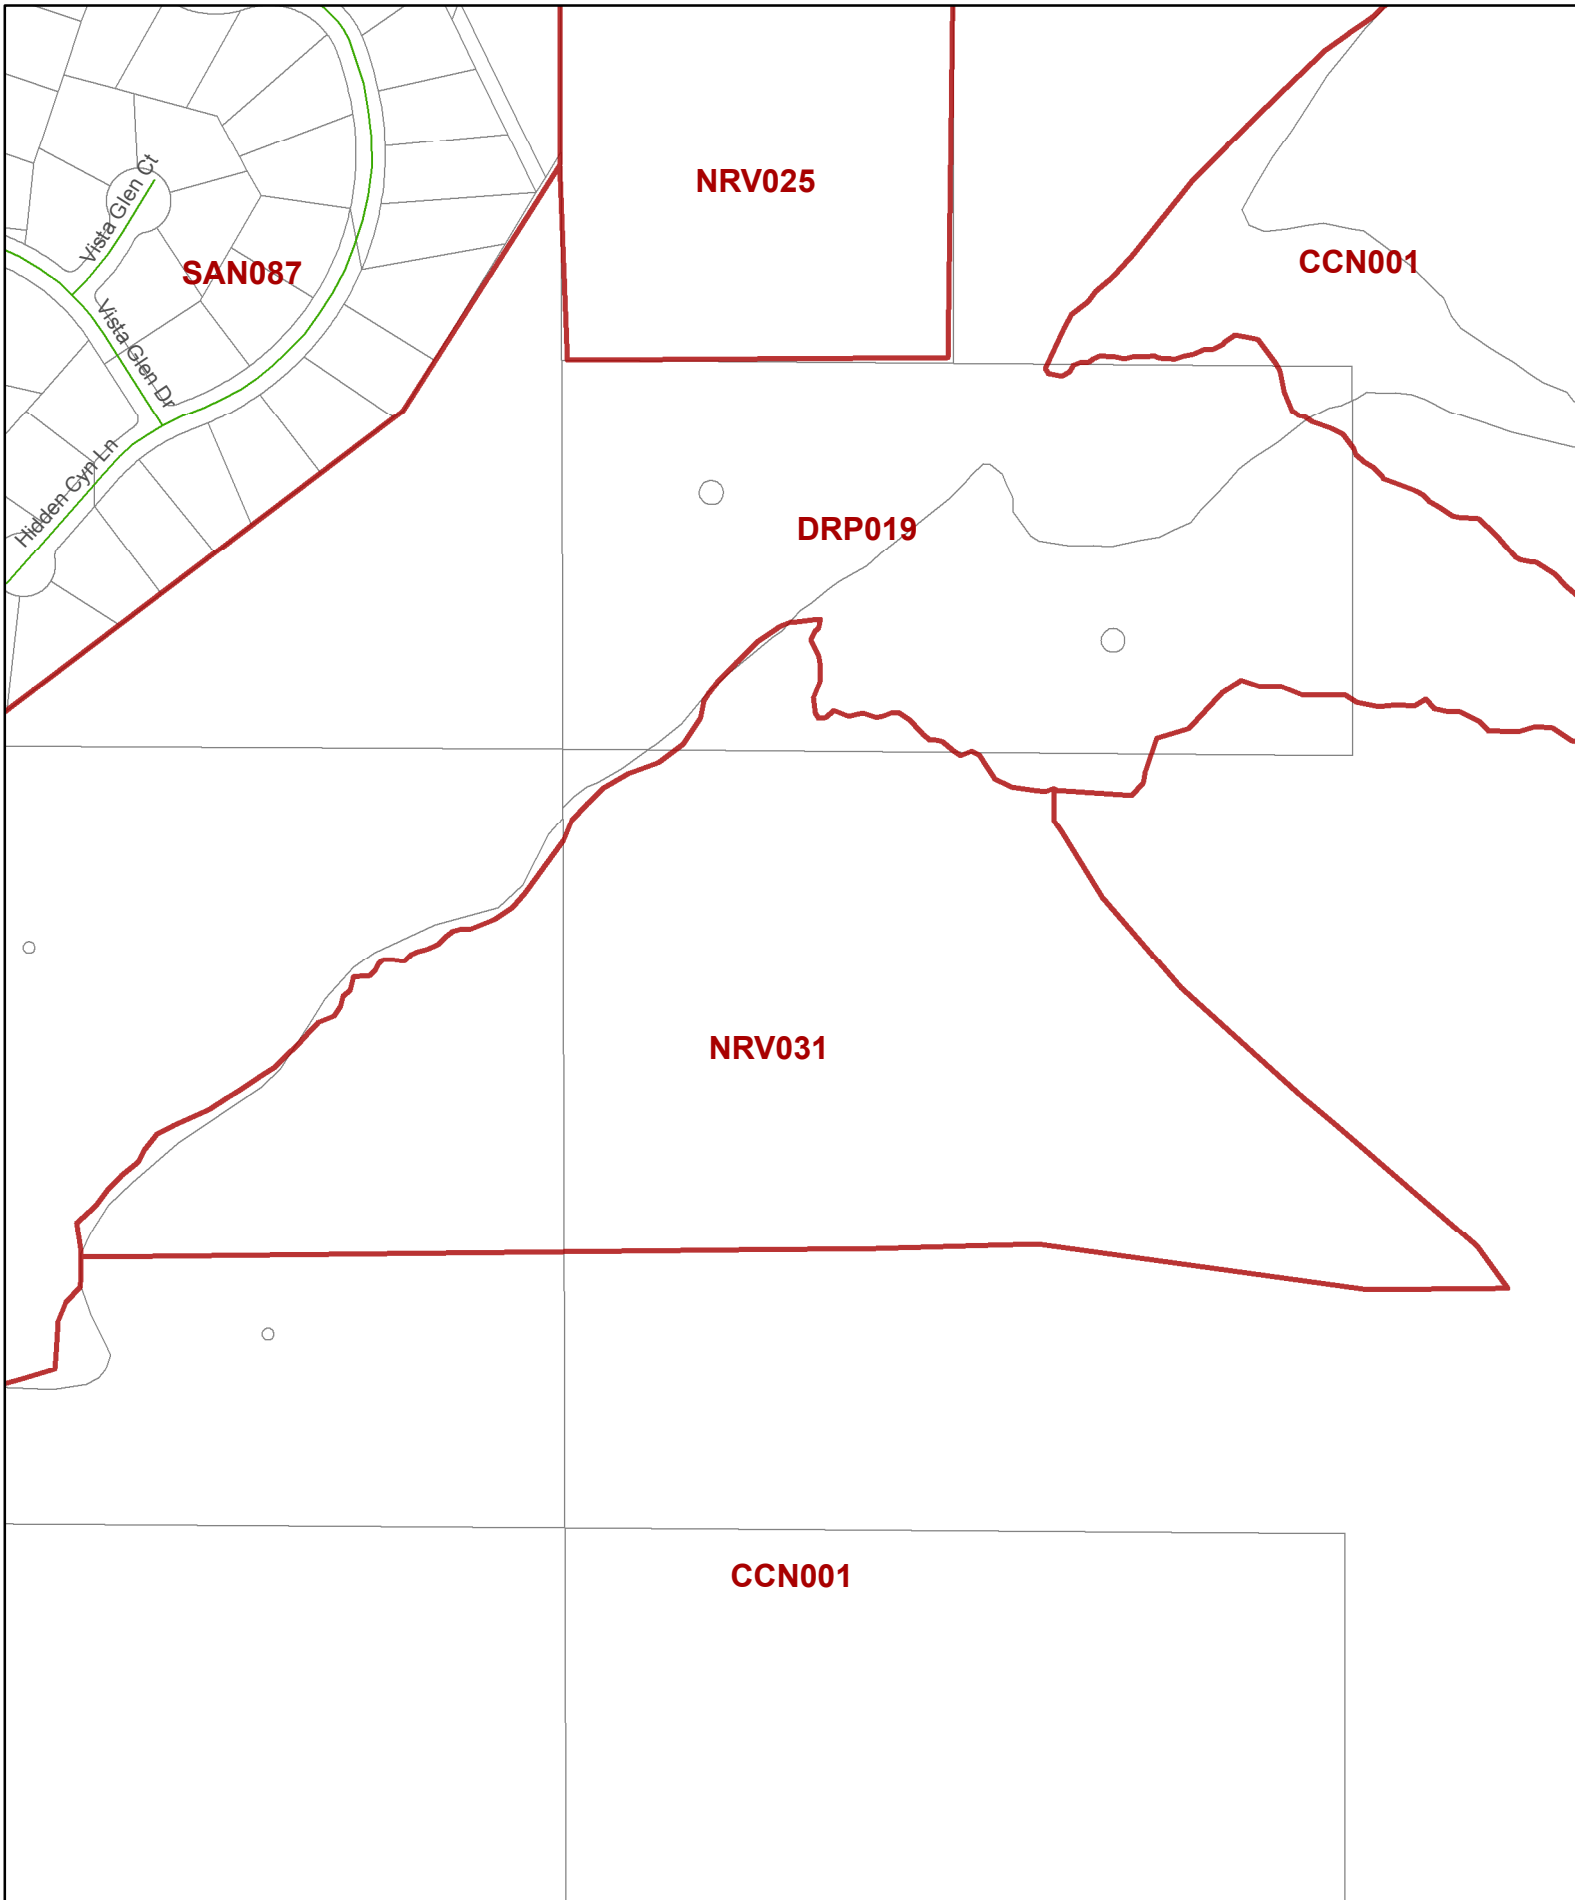 NRV025
Vista Glen Ct
CCN001
SAN087
Vista Glen Dr
Hidden Cyn Ln
DRP019
NRV031
CCN001